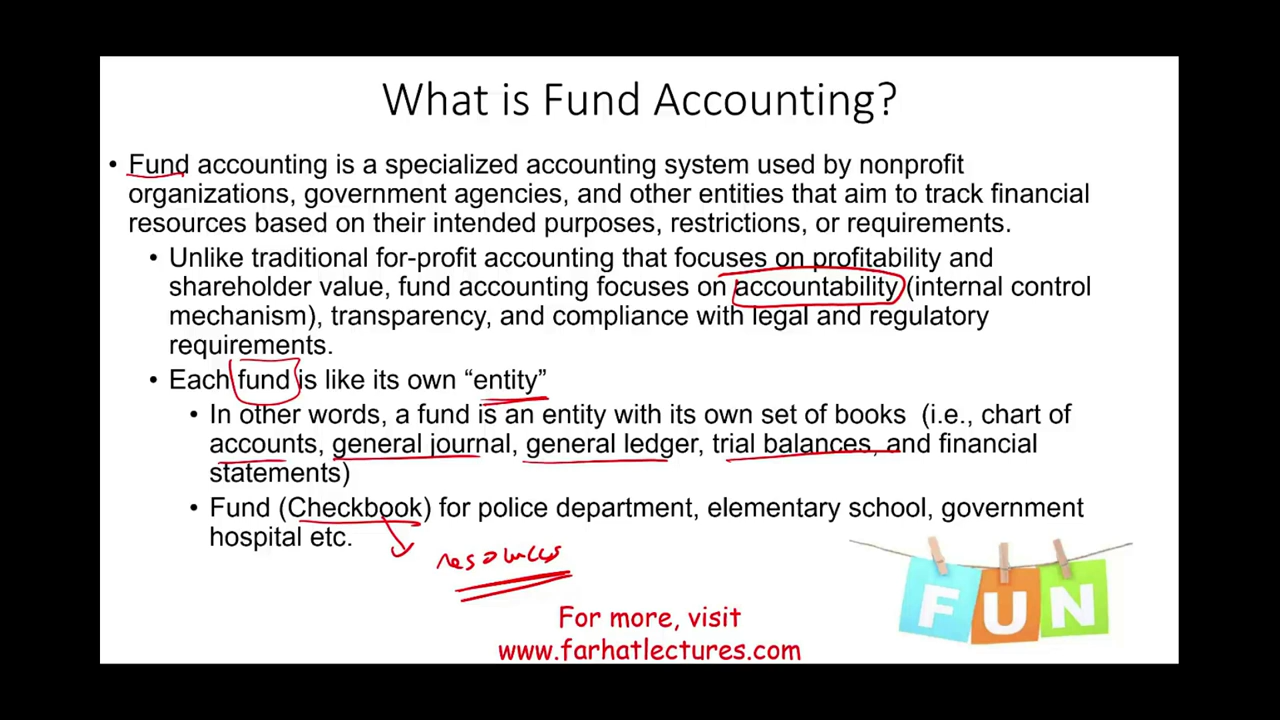 What is Fund Accounting?
• Fund accounting is a specialized accounting system used by nonprofit
organizations, government agencies, and other entities that aim to track financial
resources based on their intended purposes, restrictions, or requirements.
• Unlike traditional for-profit accounting that focuses on profitability and
shareholder value, fund accounting focuses on accountability (internal control
mechanism), transparency, and compliance with legal and regulatory
requirements.
• Each fund is like its own “entity”
• In other words, a fund is an entity with its own set of books (i.e., chart of
accounts, general journal, general ledger, trial balances, and financial
statements)
• Fund (Checkbook) for police department, elementary school, government
hospital etc.
resources
FUN
For more, visit
www.farhatlectures.com